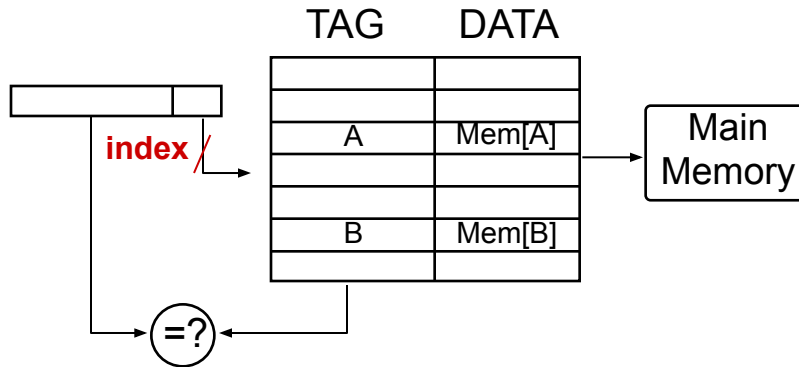 TAG DATA
A Mem[A]
index
B Mem[B]
Main
Memory
=?